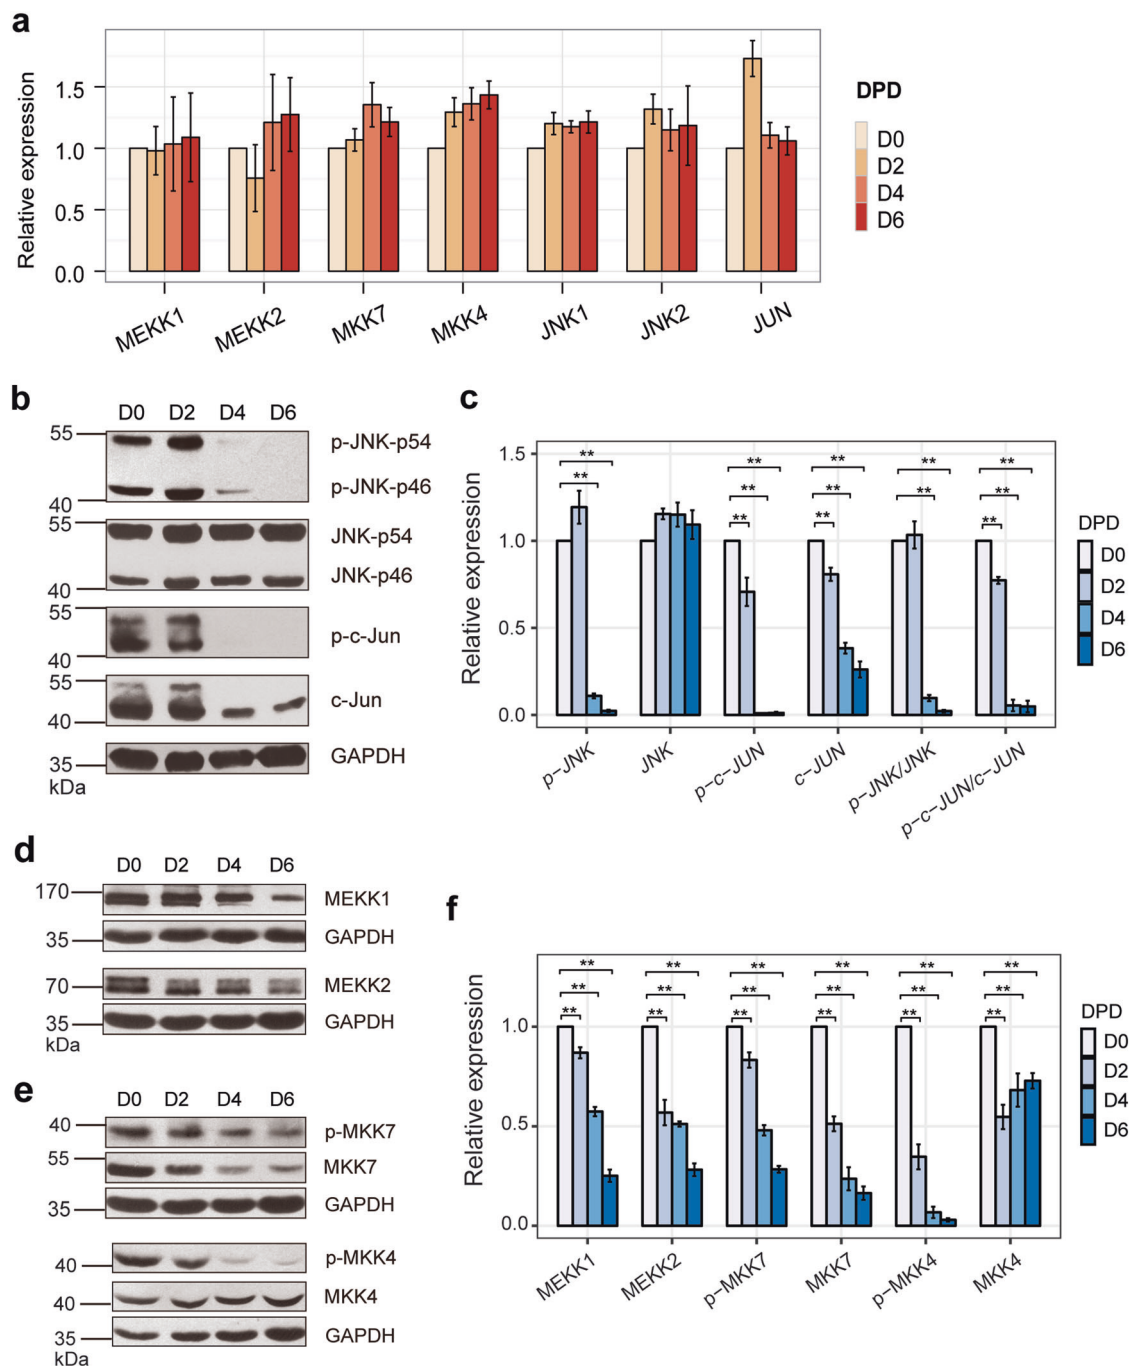 a
Relative expression
1.5
1.0
0.5
0.0
MEKK1
MEKK2
MKK7
MKK4
JNK1
JNK2
JUN
DPD
D0
D2
D4
D6
b
D0 D2 D4 D6
55
p-JNK-p54
p-JNK-p46
40
55
JNK-p54
JNK-p46
40
55
p-c-Jun
40
55
c-Jun
40
GAPDH
35
kDa
c
Relative expression
1.5
1.0
0.5
0.0
** ** ** ** ** **
** ** ** ** **
** ** **
p-JNK
JNK
p-c-JUN
c-JUN
p-JNK/JNK
p-c-JUN/c-JUN
DPD
D0
D2
D4
D6
d
D0 D2 D4 D6
170
MEKK1
GAPDH
35
MEKK2
70
GAPDH
35
kDa
e
D0 D2 D4 D6
40
p-MKK7
55
MKK7
GAPDH
35
p-MKK4
40
MKK4
40
GAPDH
35
kDa
f
Relative expression
1.0
0.5
0.0
** ** ** ** ** **
** ** ** ** ** **
** ** ** ** ** **
MEKK1
MEKK2
p-MKK7
MKK7
p-MKK4
MKK4
DPD
D0
D2
D4
D6